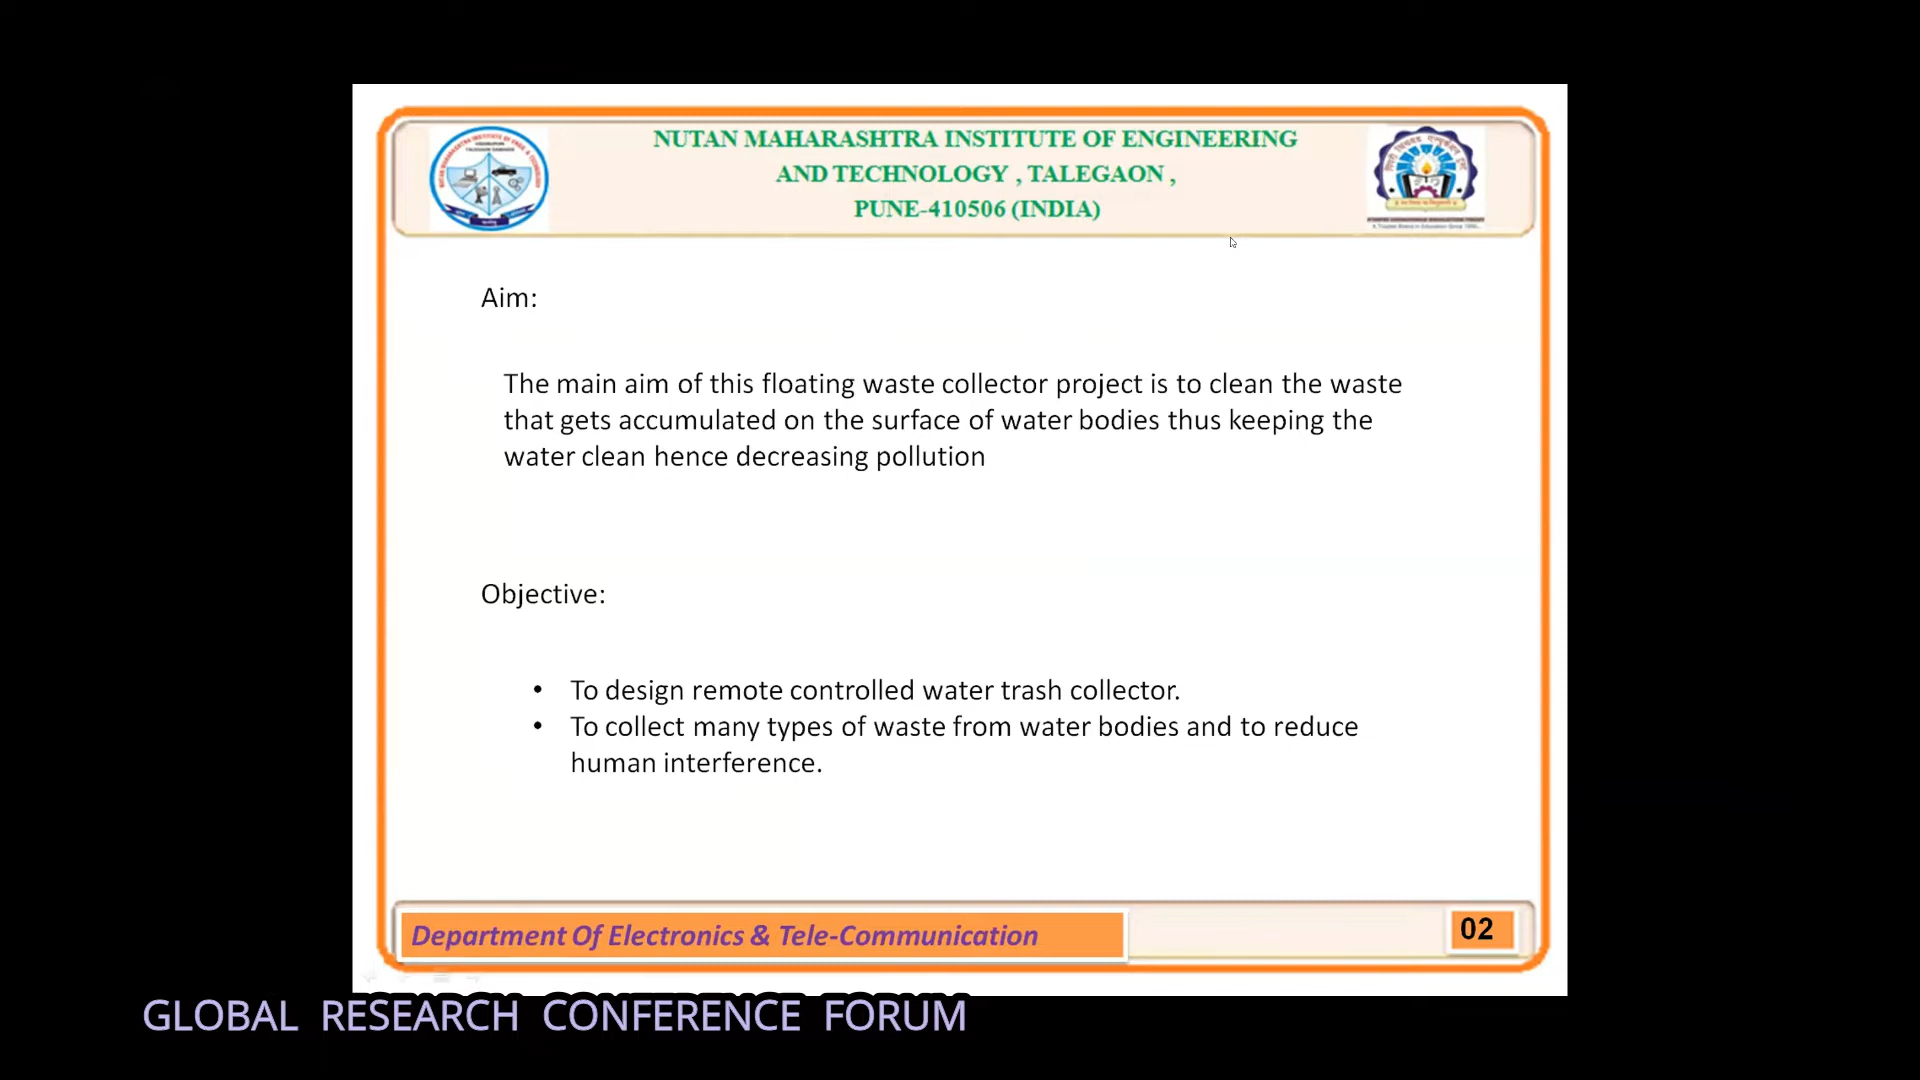 NUTAN MAHARASHTRA INSTITUTE OF ENGINEERING
AND TECHNOLOGY , TALEGAON ,
PUNE-410506 (INDIA)
Aim:
The main aim of this floating waste collector project is to clean the waste
that gets accumulated on the surface of water bodies thus keeping the
water clean hence decreasing pollution
Objective:
• To design remote controlled water trash collector.
• To collect many types of waste from water bodies and to reduce
human interference.
Department Of Electronics & Tele-Communication
02
GLOBAL RESEARCH CONFERENCE FORUM